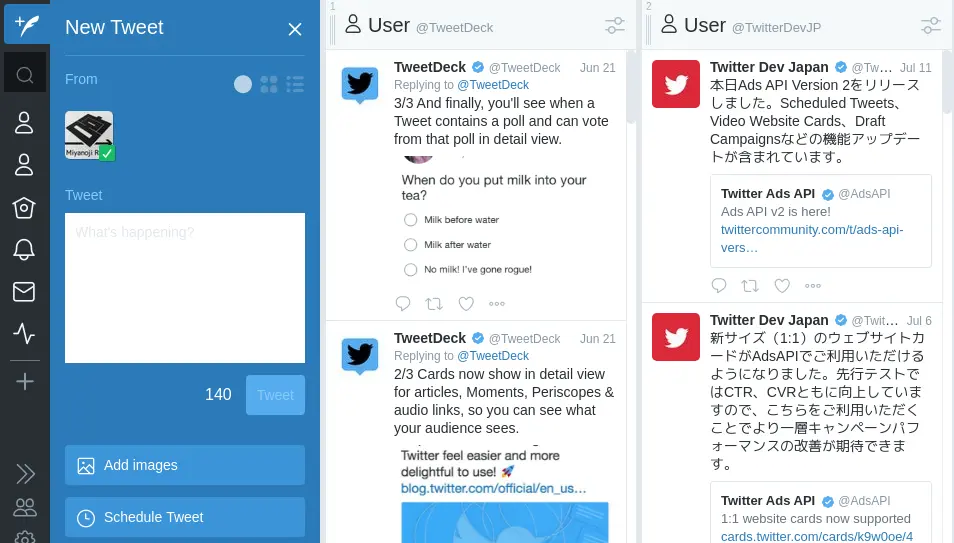 New Tweet
From
Miyanoji R
Tweet
What's happening?
140
Tweet
Add images
Schedule Tweet
1
User @TweetDeck
TweetDeck @TweetDeck Jun 21
Replying to @TweetDeck
3/3 And finally, you'll see when a
Tweet contains a poll and can vote
from that poll in detail view.
When do you put milk into your
tea?
Milk before water
Milk after water
No milk! I've gone rogue!
TweetDeck @TweetDeck Jun 21
Replying to @TweetDeck
2/3 Cards now show in detail view
for articles, Moments, Periscopes &
audio links, so you can see what
your audience sees.
Twitter feel easier and more
delightful to use! 🚀
blog.twitter.com/official/en_us…
2
User @TwitterDevJP
Twitter Dev Japan @Tw… Jul 11
本日Ads API Version 2をリリース
しました。Scheduled Tweets、
Video Website Cards、Draft
Campaignsなどの機能アップデー
トが含まれています。
Twitter Ads API @AdsAPI
Ads API v2 is here!
twittercommunity.com/t/ads-api-
vers…
Twitter Dev Japan @Twit… Jul 6
新サイズ（1:1）のウェブサイトカ
ードがAdsAPIでご利用いただける
ようになりました。先行テストで
はCTR、CVRともに向上していま
すので、こちらをご利用いただく
ことでより一層キャンペーンパフ
ォーマンスの改善が期待できま
す。
Twitter Ads API @AdsAPI
1:1 website cards now supported
cards.twitter.com/cards/k9w0oe/4